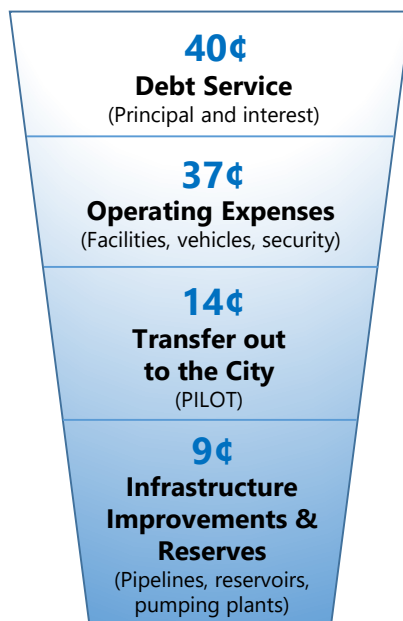 40¢
Debt Service
(Principal and interest)
37¢
Operating Expenses
(Facilities, vehicles, security)
14¢
Transfer out
to the City
(PILOT)
9¢
Infrastructure
Improvements &
Reserves
(Pipelines, reservoirs,
pumping plants)